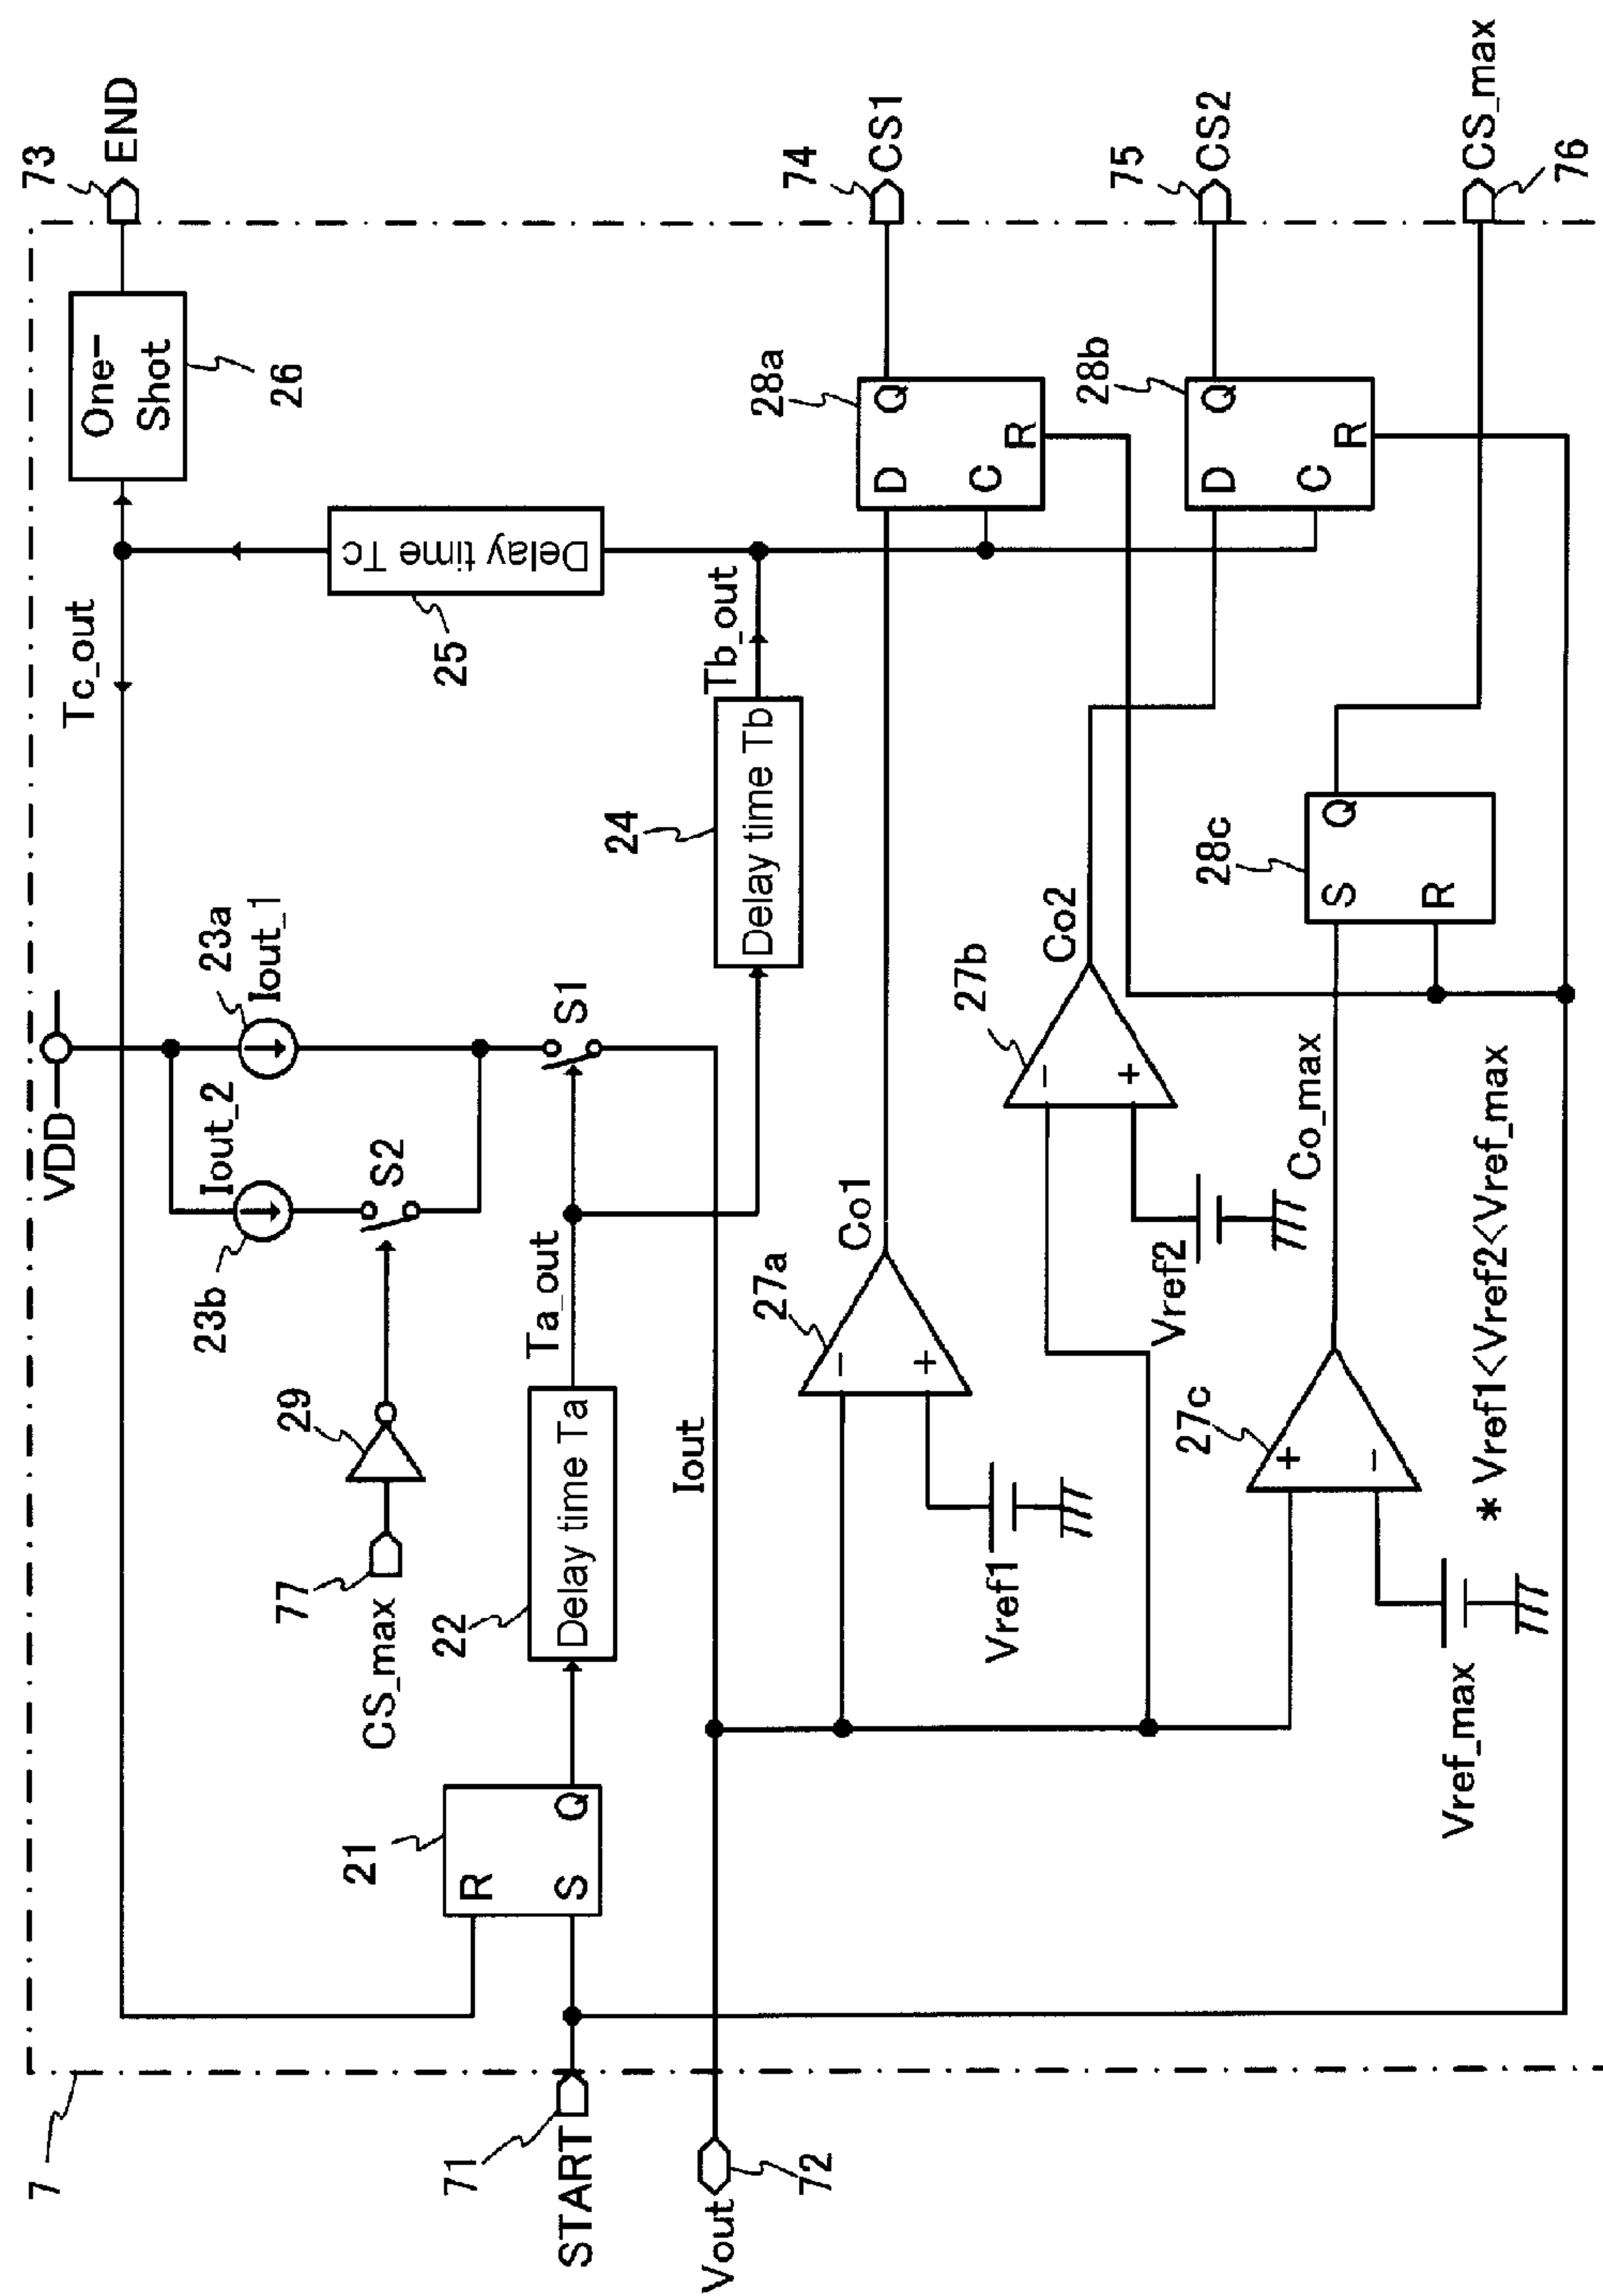 7
73
END
Tc_out
One-
Shot
26
VDD
23a
Iout_1
Iout_2
23b
S2
S1
29
77
CS_max
Delay time Tc
25
21
R
S
Q
22
Delay time Ta
Ta_out
24
Delay time Tb
Tb_out
71
START
Vout
72
Iout
27a
-
+
Co1
Vref1
28a
D
Q
C
R
74
CS1
27b
-
+
Co2
Vref2
28b
D
Q
C
R
75
CS2
27c
+
-
Co_max
Vref_max
28c
S
Q
R
CS_max
76
* Vref1<Vref2<Vref_max